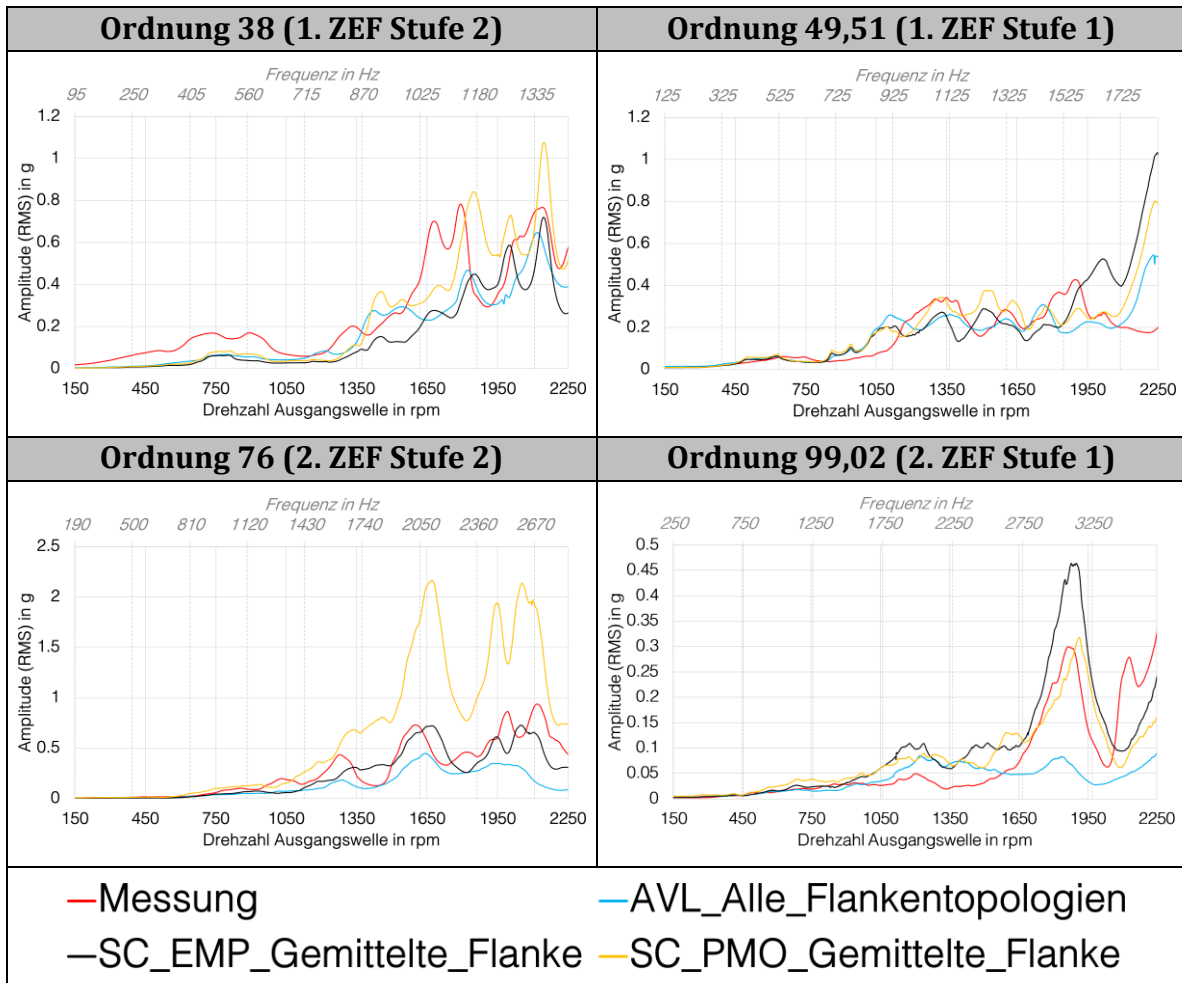 Ordnung 38 (1. ZEF Stufe 2)
Frequenz in Hz
95 250 405 560 715 870 1025 1180 1335
Amplitude (RMS) in g
1.2
1
0.8
0.6
0.4
0.2
0
150 450 750 1050 1350 1650 1950 2250
Drehzahl Ausgangswelle in rpm
Ordnung 49,51 (1. ZEF Stufe 1)
Frequenz in Hz
125 325 525 725 925 1125 1325 1525 1725
Amplitude (RMS) in g
1.2
1
0.8
0.6
0.4
0.2
0
150 450 750 1050 1350 1650 1950 2250
Drehzahl Ausgangswelle in rpm
Ordnung 76 (2. ZEF Stufe 2)
Frequenz in Hz
190 500 810 1120 1430 1740 2050 2360 2670
Amplitude (RMS) in g
2.5
2
1.5
1
0.5
0
150 450 750 1050 1350 1650 1950 2250
Drehzahl Ausgangswelle in rpm
Ordnung 99,02 (2. ZEF Stufe 1)
Frequenz in Hz
250 750 1250 1750 2250 2750 3250
Amplitude (RMS) in g
0.5
0.45
0.4
0.35
0.3
0.25
0.2
0.15
0.1
0.05
0
150 450 750 1050 1350 1650 1950 2250
Drehzahl Ausgangswelle in rpm
Messung
AVL_Alle_Flankentopologien
SC_EMP_Gemittelte_Flanke
SC_PMO_Gemittelte_Flanke